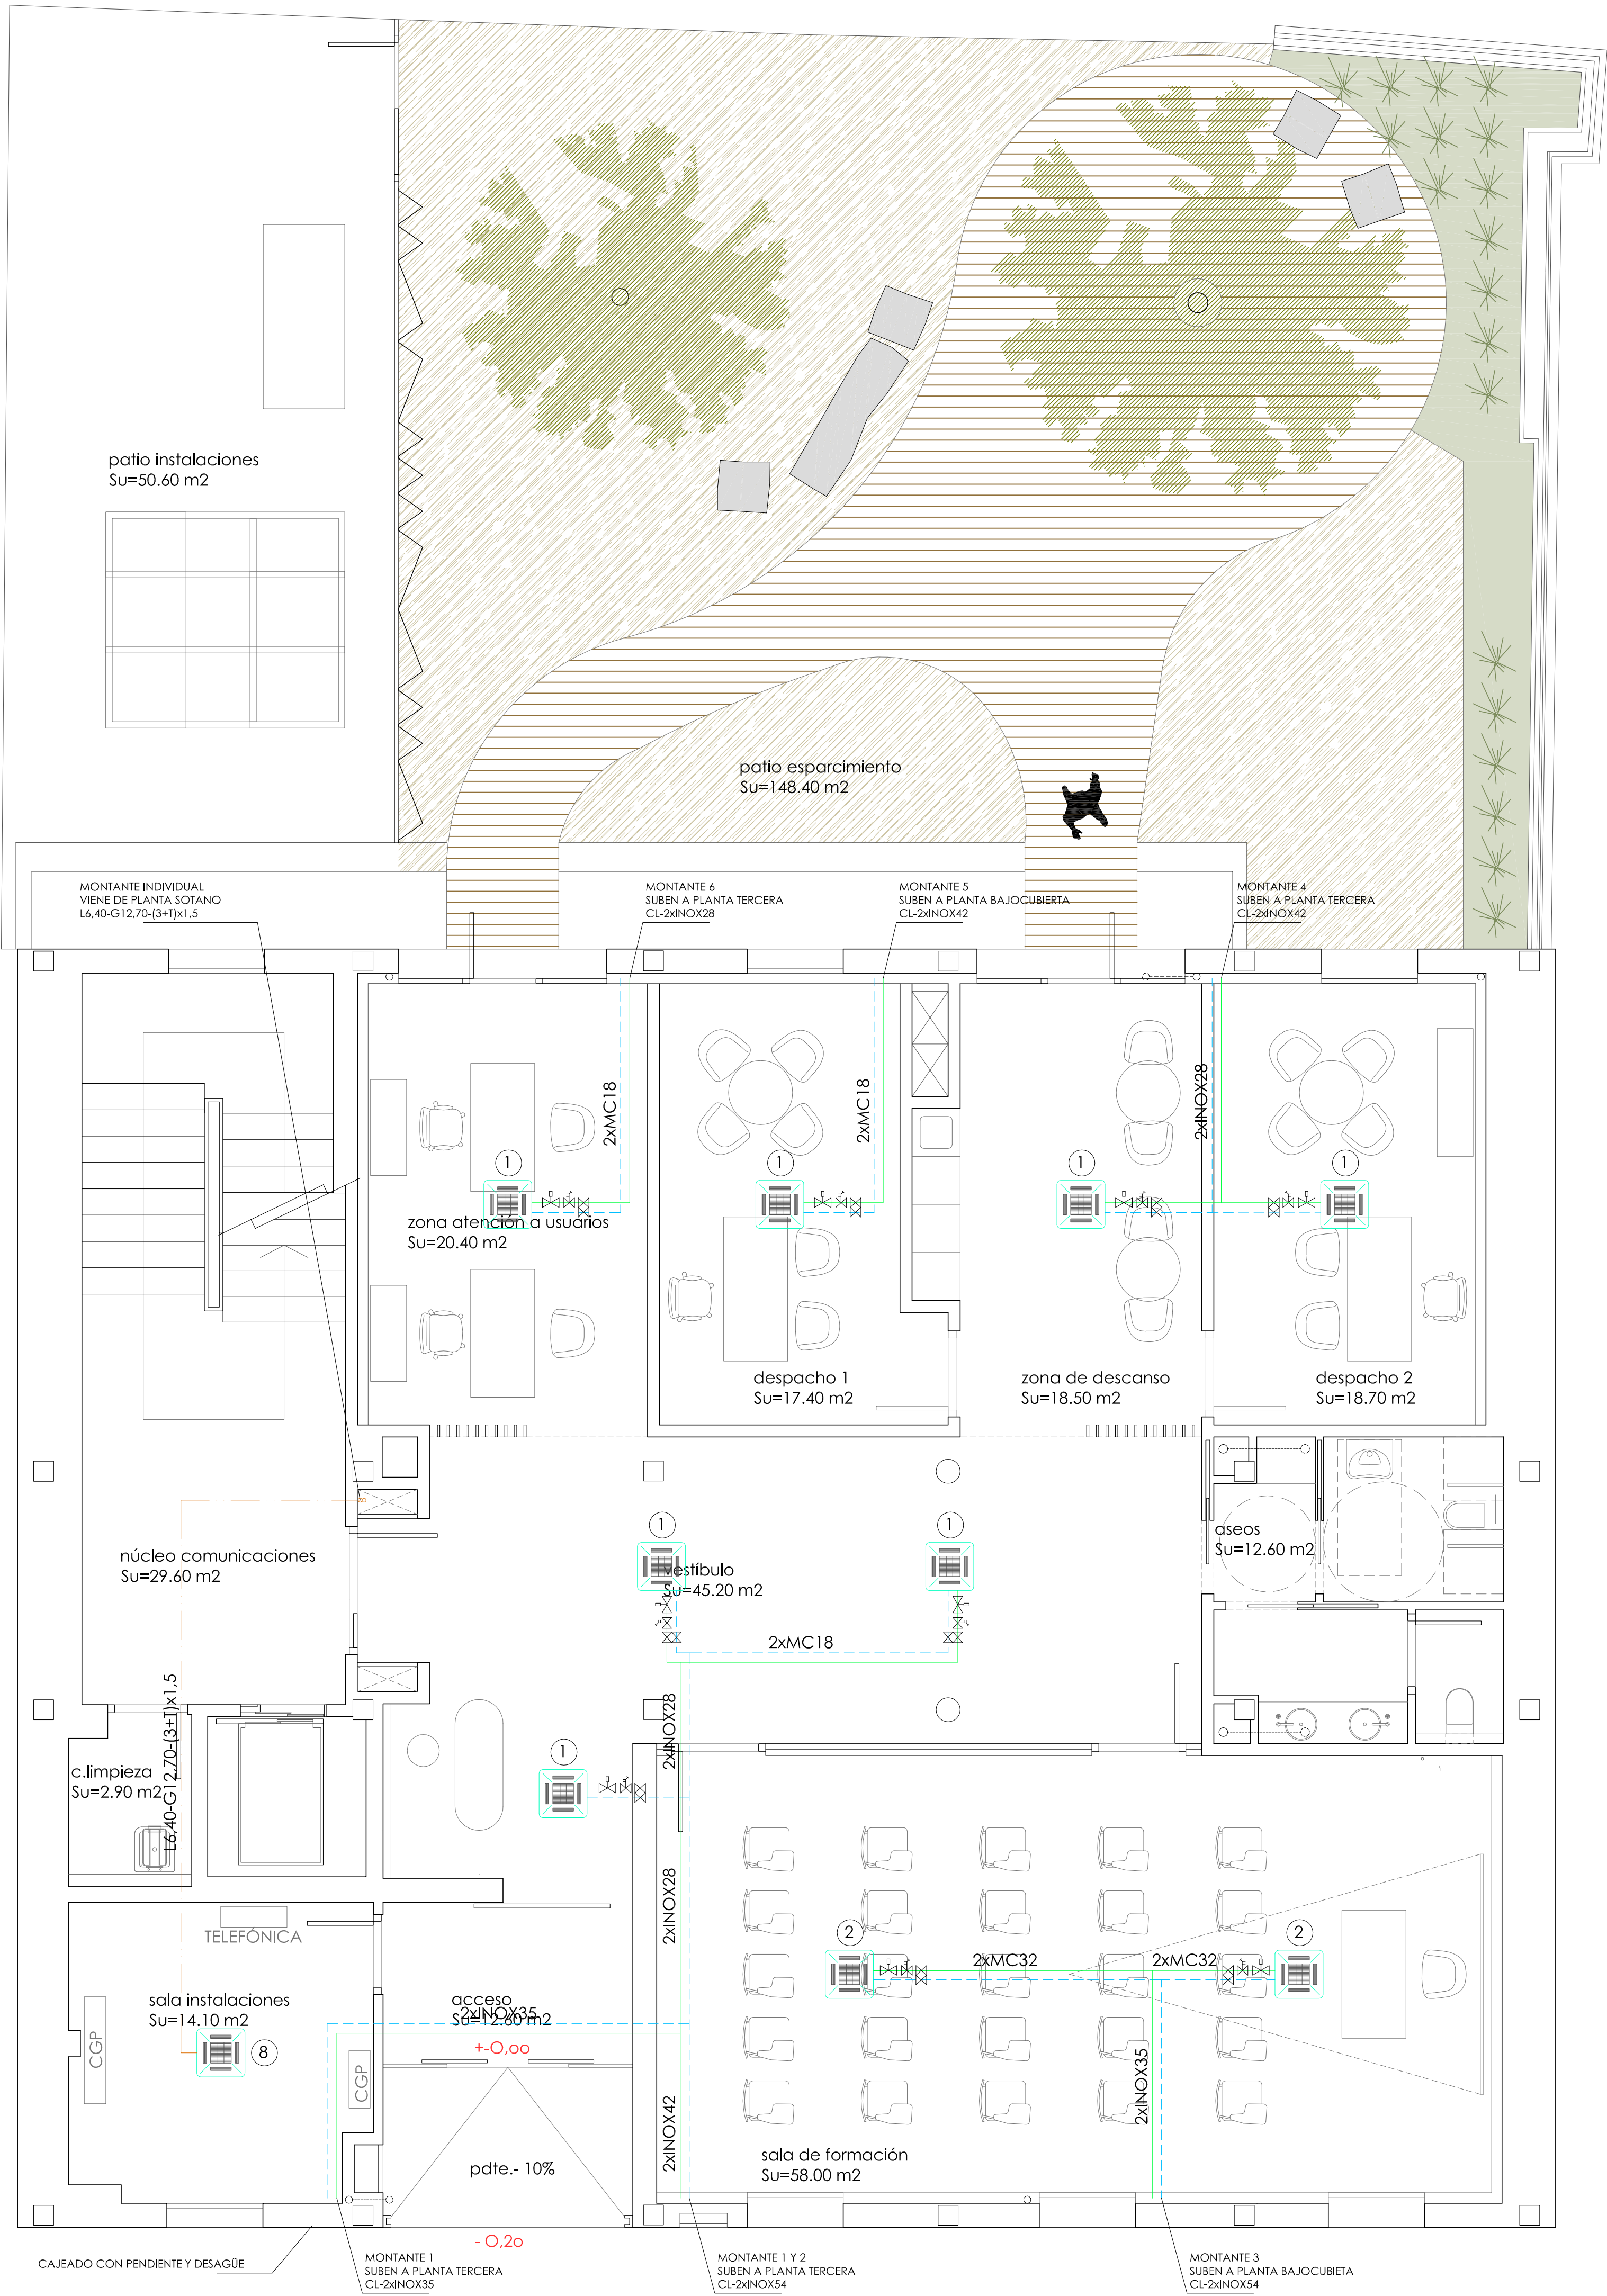 patio instalaciones
Su=50.60 m2
patio esparcimiento
Su=148.40 m2
MONTANTE INDIVIDUAL
VIENE DE PLANTA SOTANO
L6,40-G12,70-(3+T)x1,5
MONTANTE 6
SUBEN A PLANTA TERCERA
CL-2xINOX28
MONTANTE 5
SUBEN A PLANTA BAJOCUBIERTA
CL-2xINOX42
MONTANTE 4
SUBEN A PLANTA TERCERA
CL-2xINOX42
2xMC18
2xMC18
2xINOX28
1
1
1
1
zona atención a usuarios
Su=20.40 m2
despacho 1
Su=17.40 m2
zona de descanso
Su=18.50 m2
despacho 2
Su=18.70 m2
núcleo comunicaciones
Su=29.60 m2
1
1
vestíbulo
Su=45.20 m2
aseos
Su=12.60 m2
2xMC18
2xINOX28
L6,40-G12,70-(3+T)x1,5
c.limpieza
Su=2.90 m2
1
2xINOX28
TELEFÓNICA
2
2
2xMC32
2xMC32
sala instalaciones
Su=14.10 m2
acceso
Su=12.60 m2
2xINOX35
+-O,oo
CGP
8
CGP
2xINOX42
2xINOX35
sala de formación
Su=58.00 m2
pdte.- 10%
- O,2o
CAJEADO CON PENDIENTE Y DESAGÜE
MONTANTE 1
SUBEN A PLANTA TERCERA
CL-2xINOX35
MONTANTE 1 Y 2
SUBEN A PLANTA TERCERA
CL-2xINOX54
MONTANTE 3
SUBEN A PLANTA BAJOCUBIETA
CL-2xINOX54